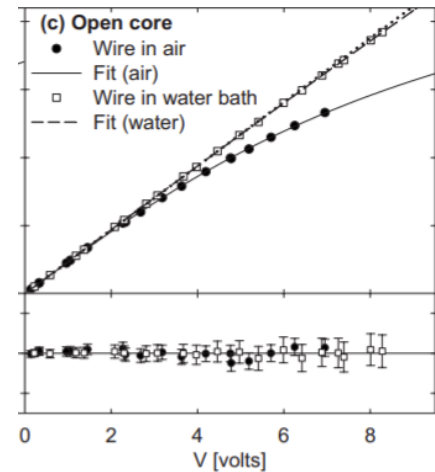 (c) Open core
Wire in air
Fit (air)
Wire in water bath
Fit (water)
0 2 4 6 8
V [volts]